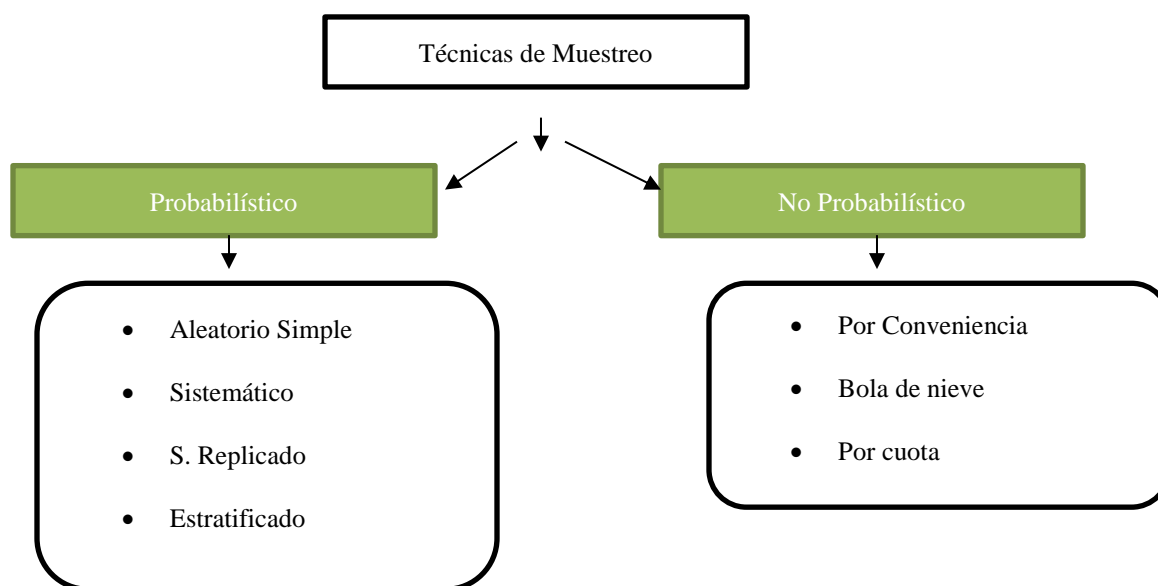 Técnicas de Muestreo
Probabilístico
No Probabilístico
• Aleatorio Simple
• Sistemático
• S. Replicado
• Estratificado
• Por Conveniencia
• Bola de nieve
• Por cuota